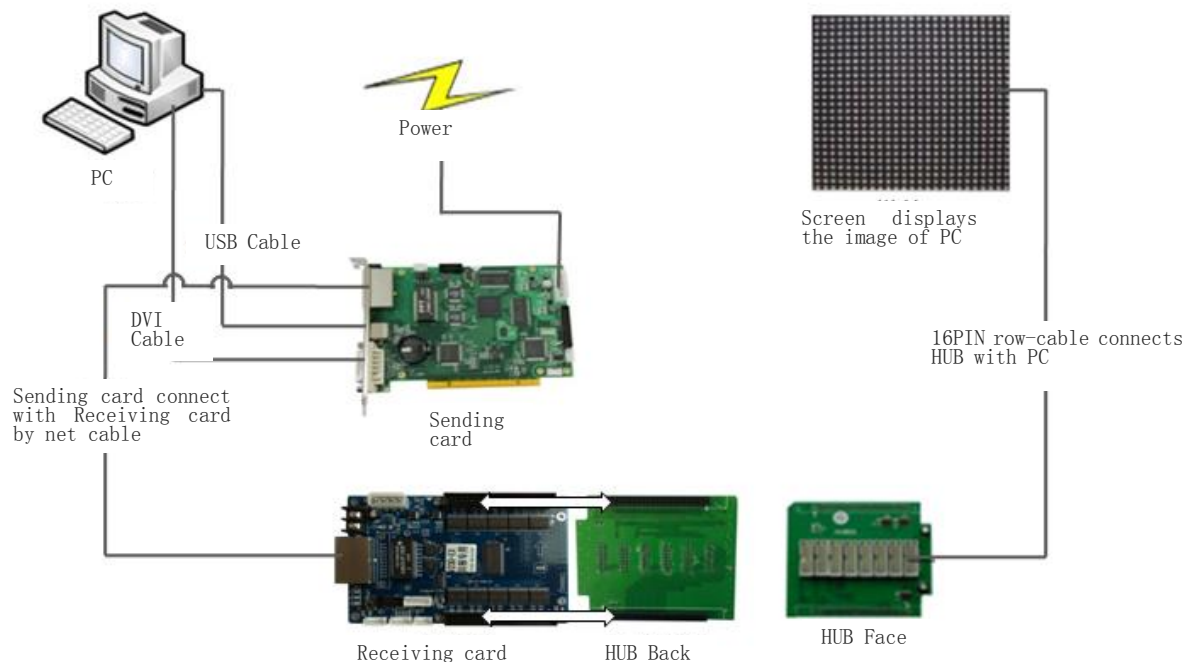 PC
Power
USB Cable
Screen displays
the image of PC
DVI
Cable
16PIN row-cable connects
HUB with PC
Sending card connect
with Receiving card
by net cable
Sending
card
Receiving card
HUB Back
HUB Face